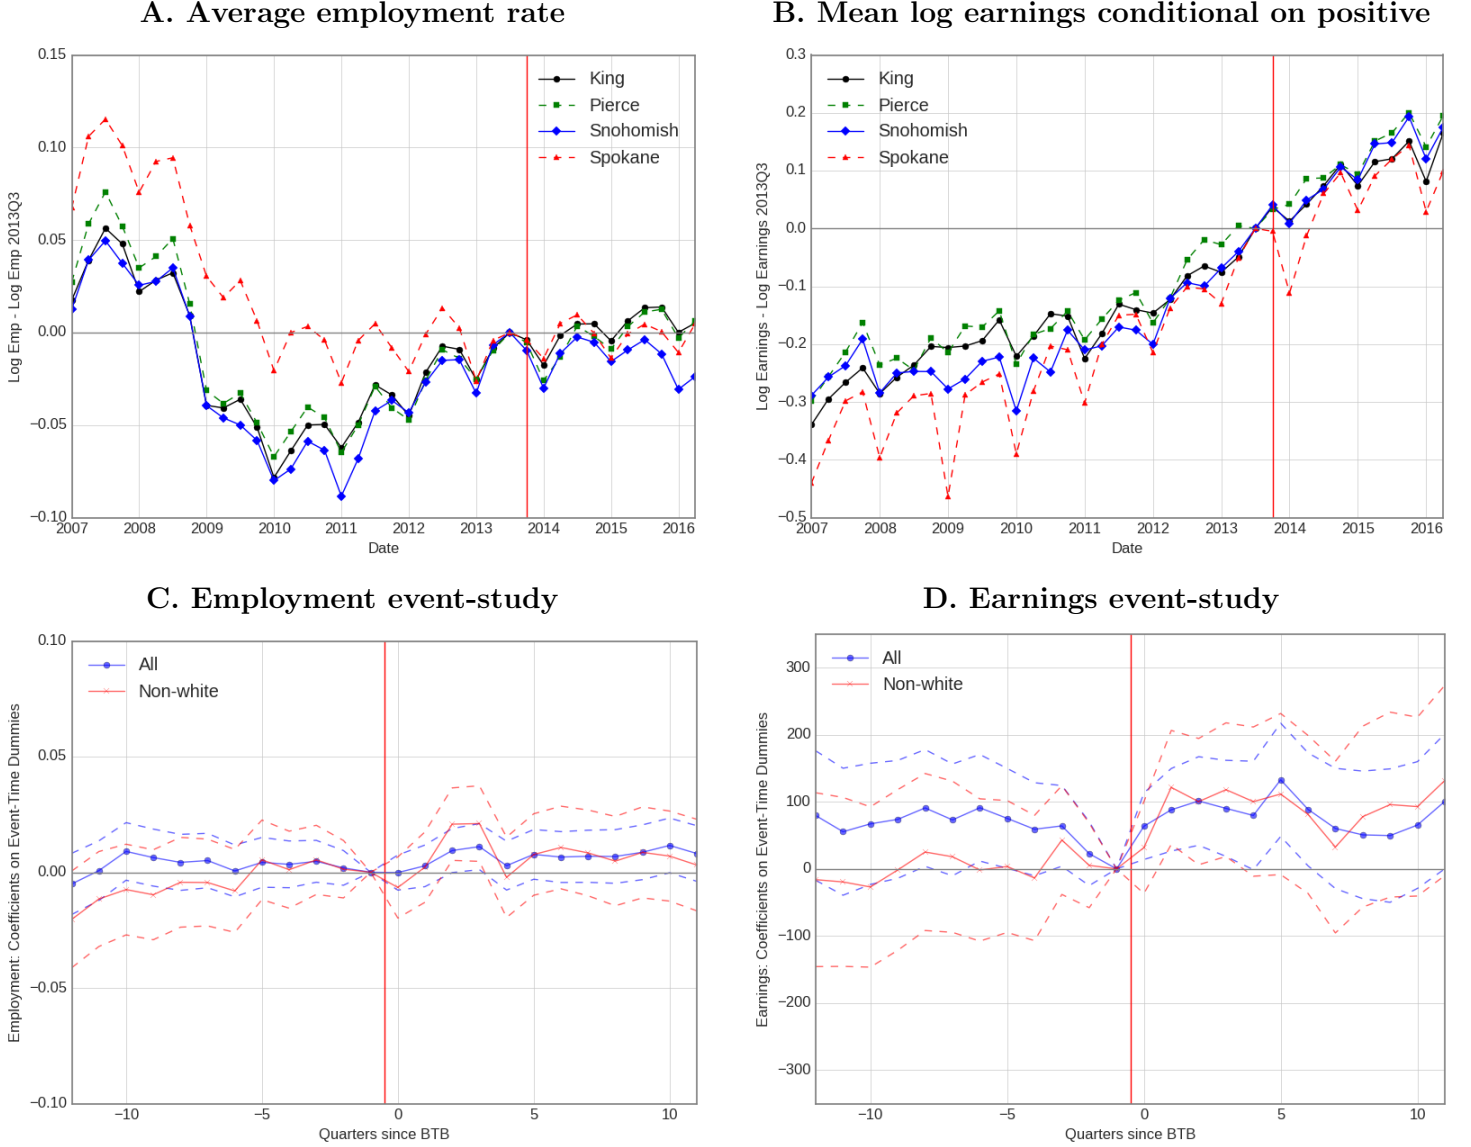 A. Average employment rate
Log Emp - Log Emp 2013Q3
0.15
0.10
0.05
0.00
−0.05
−0.10
King
Pierce
Snohomish
Spokane
2007 2008 2009 2010 2011 2012 2013 2014 2015 2016
Date
B. Mean log earnings conditional on positive
Log Earnings - Log Earnings 2013Q3
0.3
0.2
0.1
0.0
−0.1
−0.2
−0.3
−0.4
−0.5
King
Pierce
Snohomish
Spokane
2007 2008 2009 2010 2011 2012 2013 2014 2015 2016
Date
C. Employment event-study
Employment: Coefficients on Event-Time Dummies
0.10
0.05
0.00
−0.05
−0.10
All
Non-white
−10 −5 0 5 10
Quarters since BTB
D. Earnings event-study
Earnings: Coefficients on Event-Time Dummies
300
200
100
0
−100
−200
−300
All
Non-white
−10 −5 0 5 10
Quarters since BTB